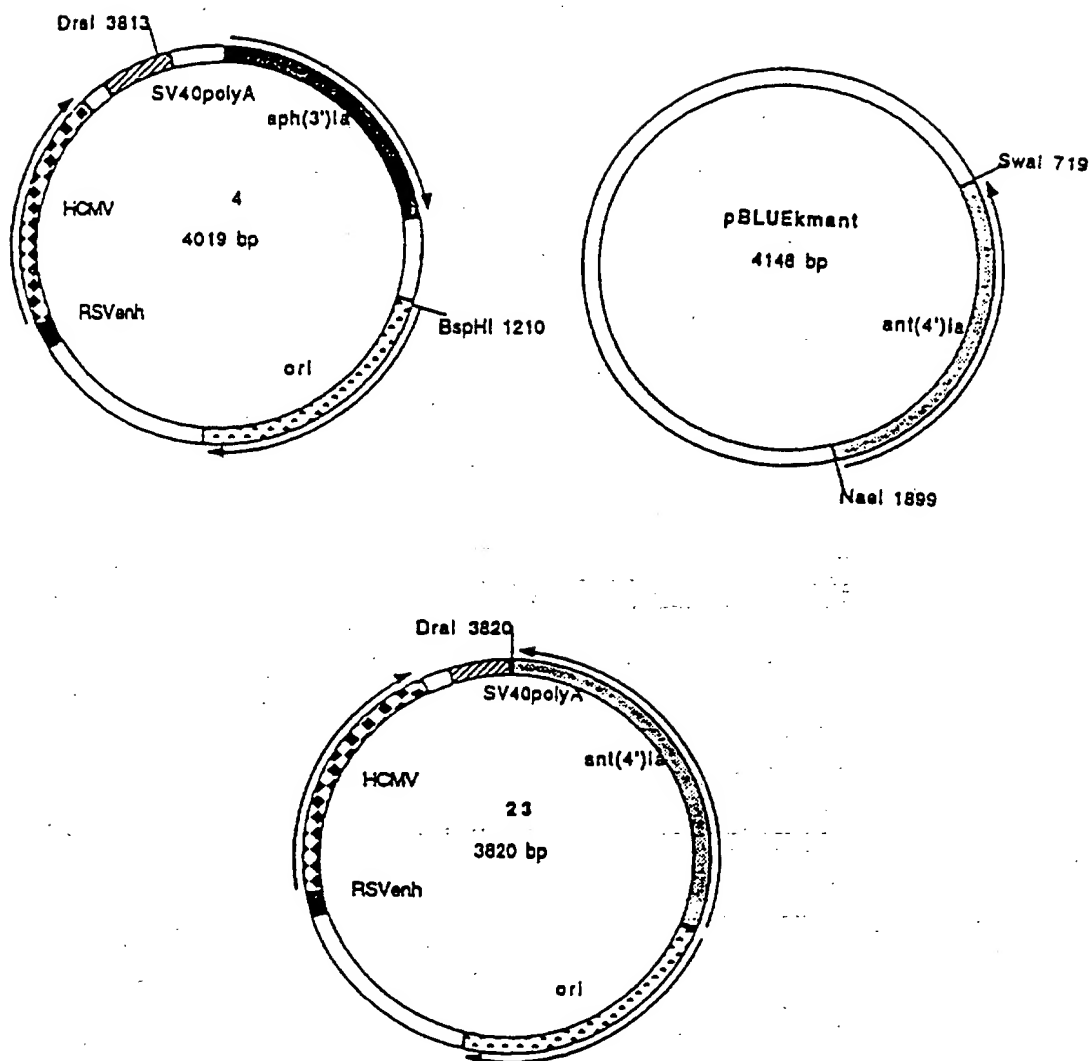 DraI 3813
SV40polyA
aph(3')Ia
HCMV
4
4019 bp
RSVenh
BspHI 1210
ori
SwaI 719
pBLUEkmant
4148 bp
ant(4')Ia
NaeI 1899
DraI 3820
SV40polyA
ant(4')Ia
HCMV
23
3820 bp
RSVenh
ori